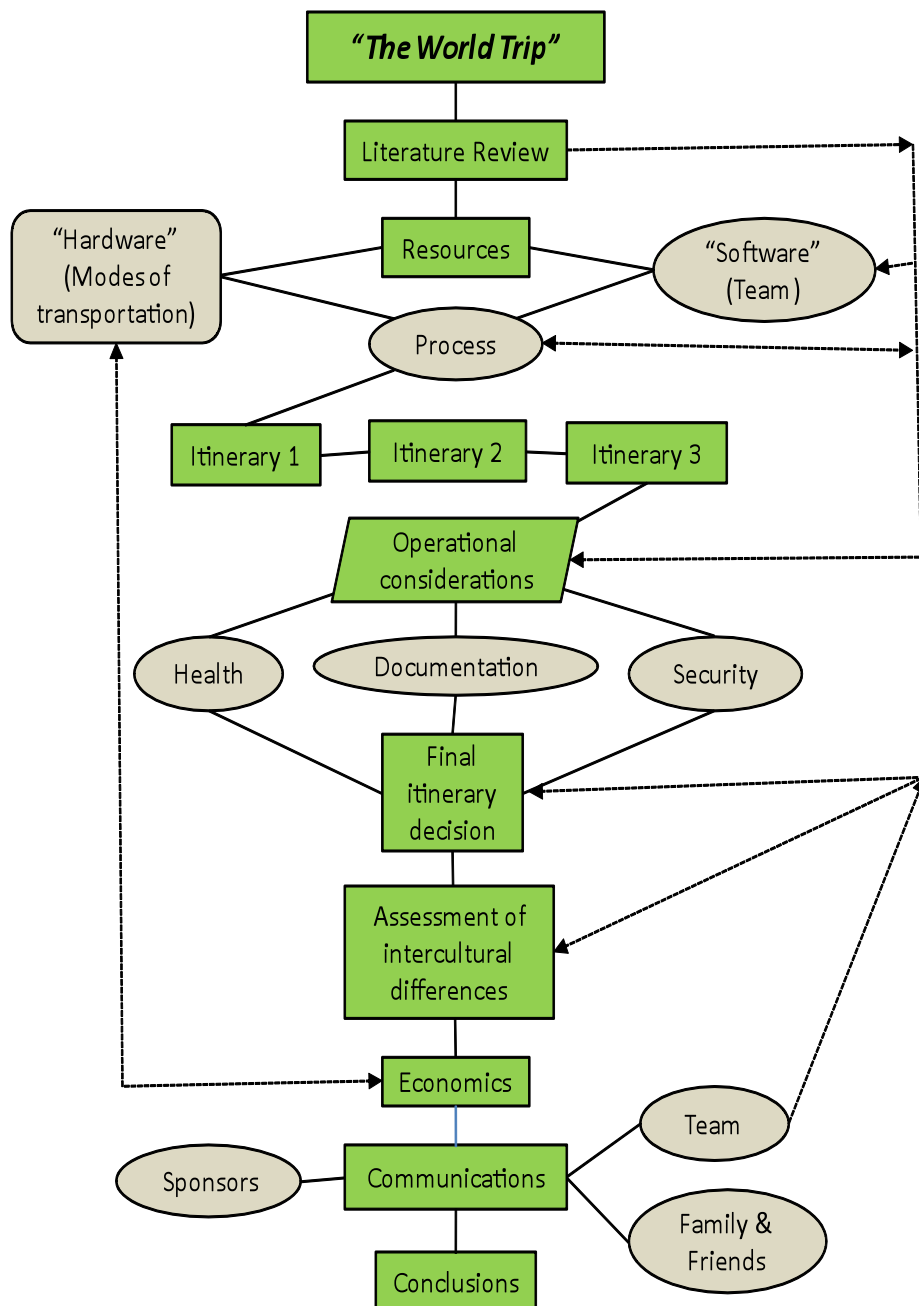 “The World Trip”
Literature Review
“Hardware”
(Modes of
transportation)
Resources
“Software”
(Team)
Process
Itinerary 1
Itinerary 2
Itinerary 3
Operational
considerations
Health
Documentation
Security
Final
itinerary
decision
Assessment of
intercultural
differences
Economics
Team
Sponsors
Communications
Family &
Friends
Conclusions